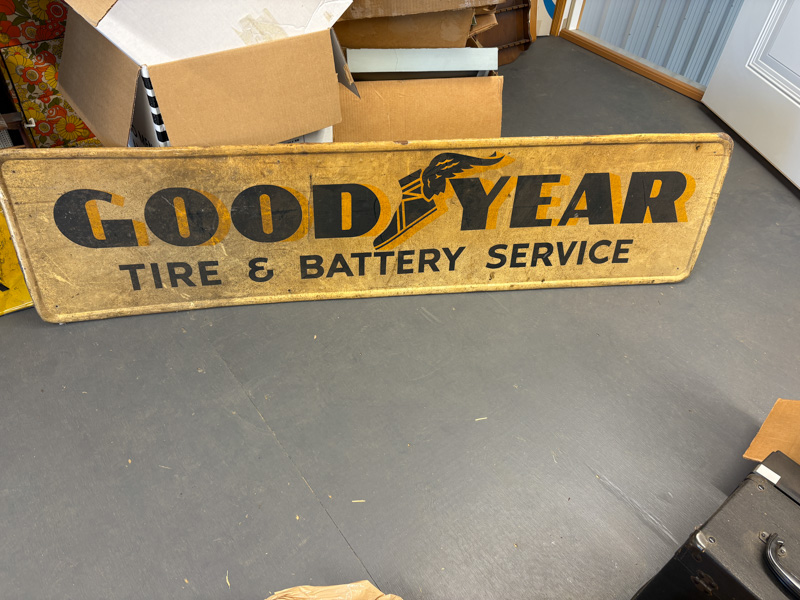 GOODYEAR
TIRE & BATTERY SERVICE